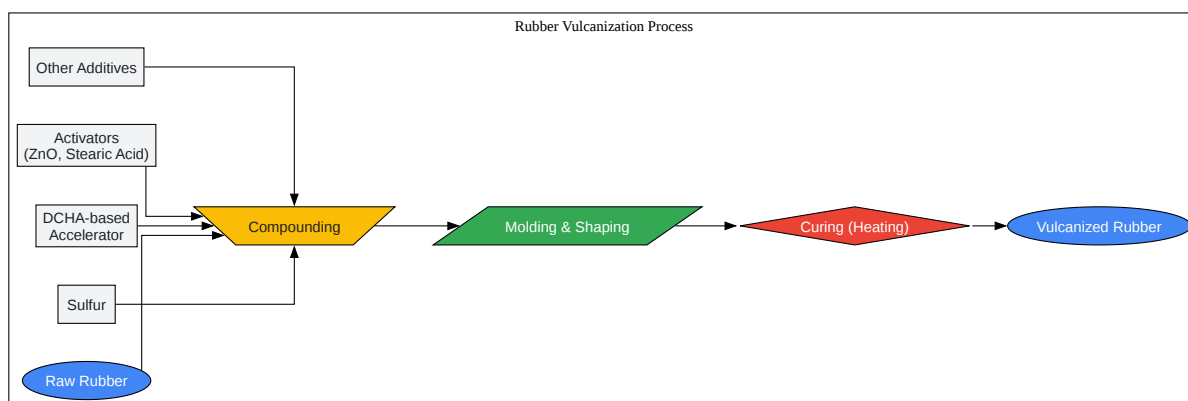 Rubber Vulcanization Process
Other Additives
Activators
(ZnO, Stearic Acid)
DCHA-based
Accelerator
Compounding
Molding & Shaping
Curing (Heating)
Vulcanized Rubber
Sulfur
Raw Rubber